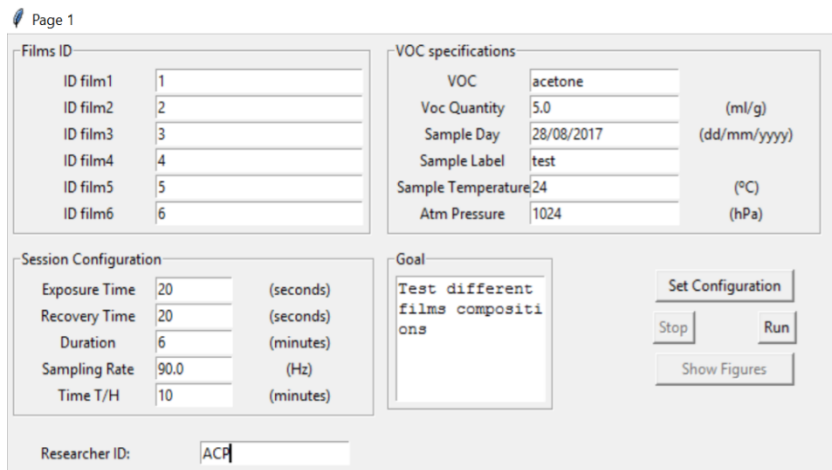 Page 1
Films ID
ID film1 1
ID film2 2
ID film3 3
ID film4 4
ID film5 5
ID film6 6
VOC specifications
VOC acetone
Voc Quantity 5.0 (ml/g)
Sample Day 28/08/2017 (dd/mm/yyyy)
Sample Label test
Sample Temperature 24 (ºC)
Atm Pressure 1024 (hPa)
Session Configuration
Exposure Time 20 (seconds)
Recovery Time 20 (seconds)
Duration 6 (minutes)
Sampling Rate 90.0 (Hz)
Time T/H 10 (minutes)
Goal
Test different
films compositi
ons
Set Configuration
Stop Run
Show Figures
Researcher ID: ACP